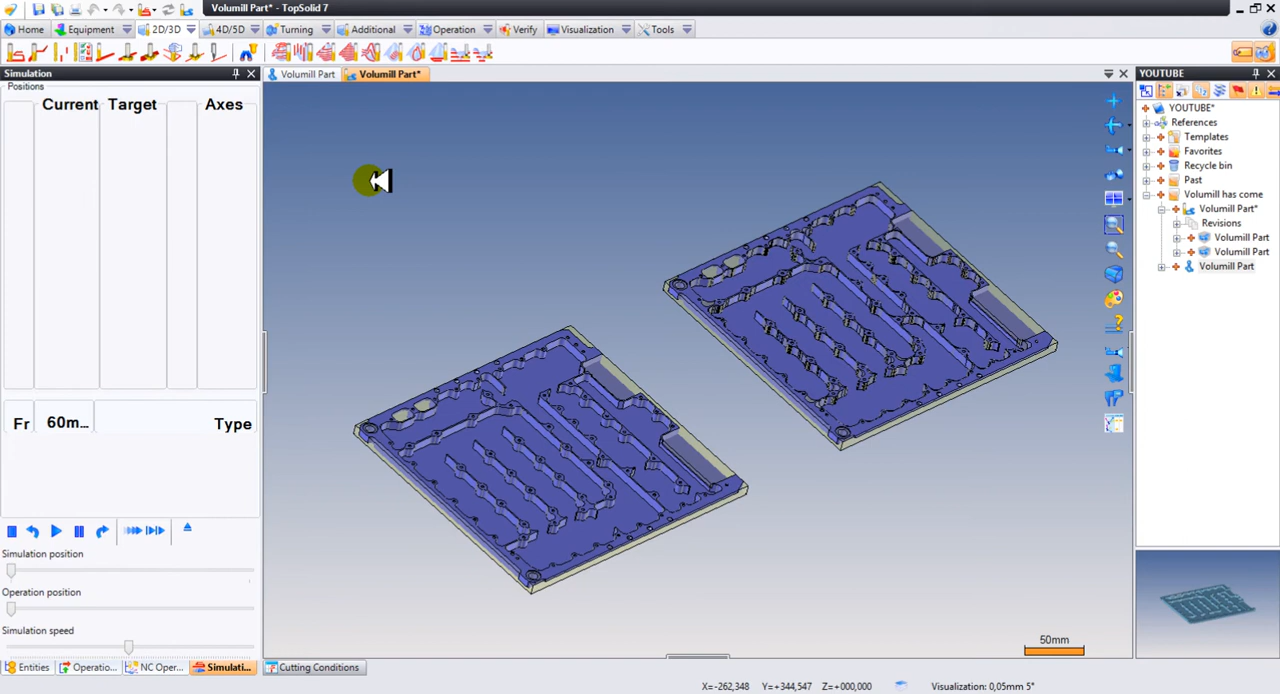 Volumill Part* - TopSolid 7
Home Equipment 2D/3D 4D/5D Turning Additional Operation Verify Visualization Tools
Simulation
Volumill Part Volumill Part*
YOUTUBE
Positions
Current Target Axes
YOUTUBE*
References
Templates
Favorites
Recycle bin
Past
Volumill has come
Volumill Part*
Revisions
Volumill Part
Volumill Part
Volumill Part
Fr 60m... Type
Simulation position
Operation position
Simulation speed
50mm
Entities Operatio... NC Oper... Simulati...
Cutting Conditions
X=-262,348 Y=+344,547 Z=+000,000 Visualization: 0,05mm 5°